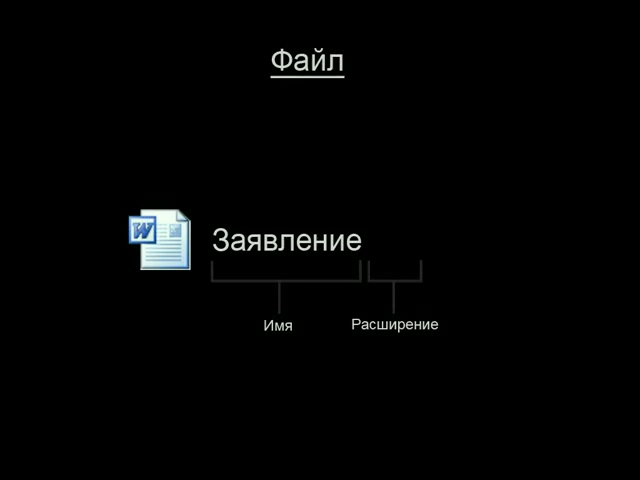 Файл
W
Заявление
Имя
Расширение